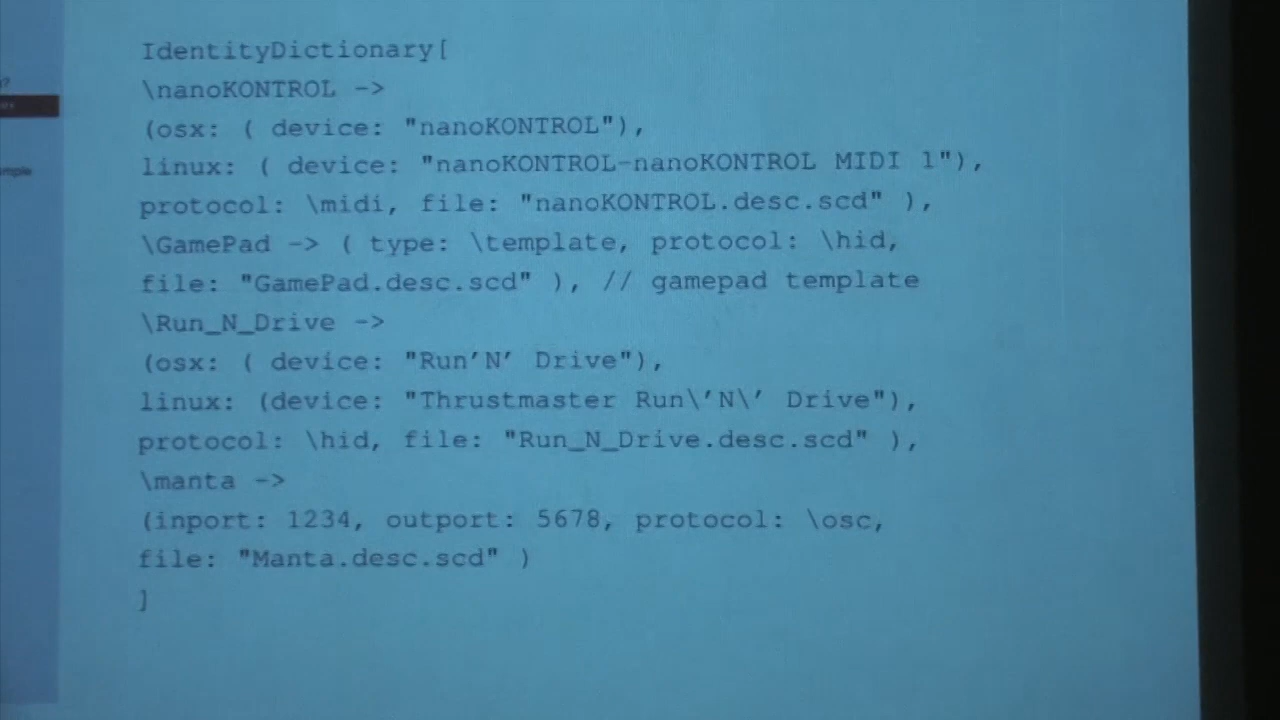 IdentityDictionary[
\nanoKONTROL ->
(osx: ( device: "nanoKONTROL"),
linux: ( device: "nanoKONTROL-nanoKONTROL MIDI 1"),
protocol: \midi, file: "nanoKONTROL.desc.scd" ),
\GamePad -> ( type: \template, protocol: \hid,
file: "GamePad.desc.scd" ), // gamepad template
\Run_N_Drive ->
(osx: ( device: "Run'N' Drive"),
linux: (device: "Thrustmaster Run\'N\' Drive"),
protocol: \hid, file: "Run_N_Drive.desc.scd" ),
\manta ->
(inport: 1234, outport: 5678, protocol: \osc,
file: "Manta.desc.scd" )
]